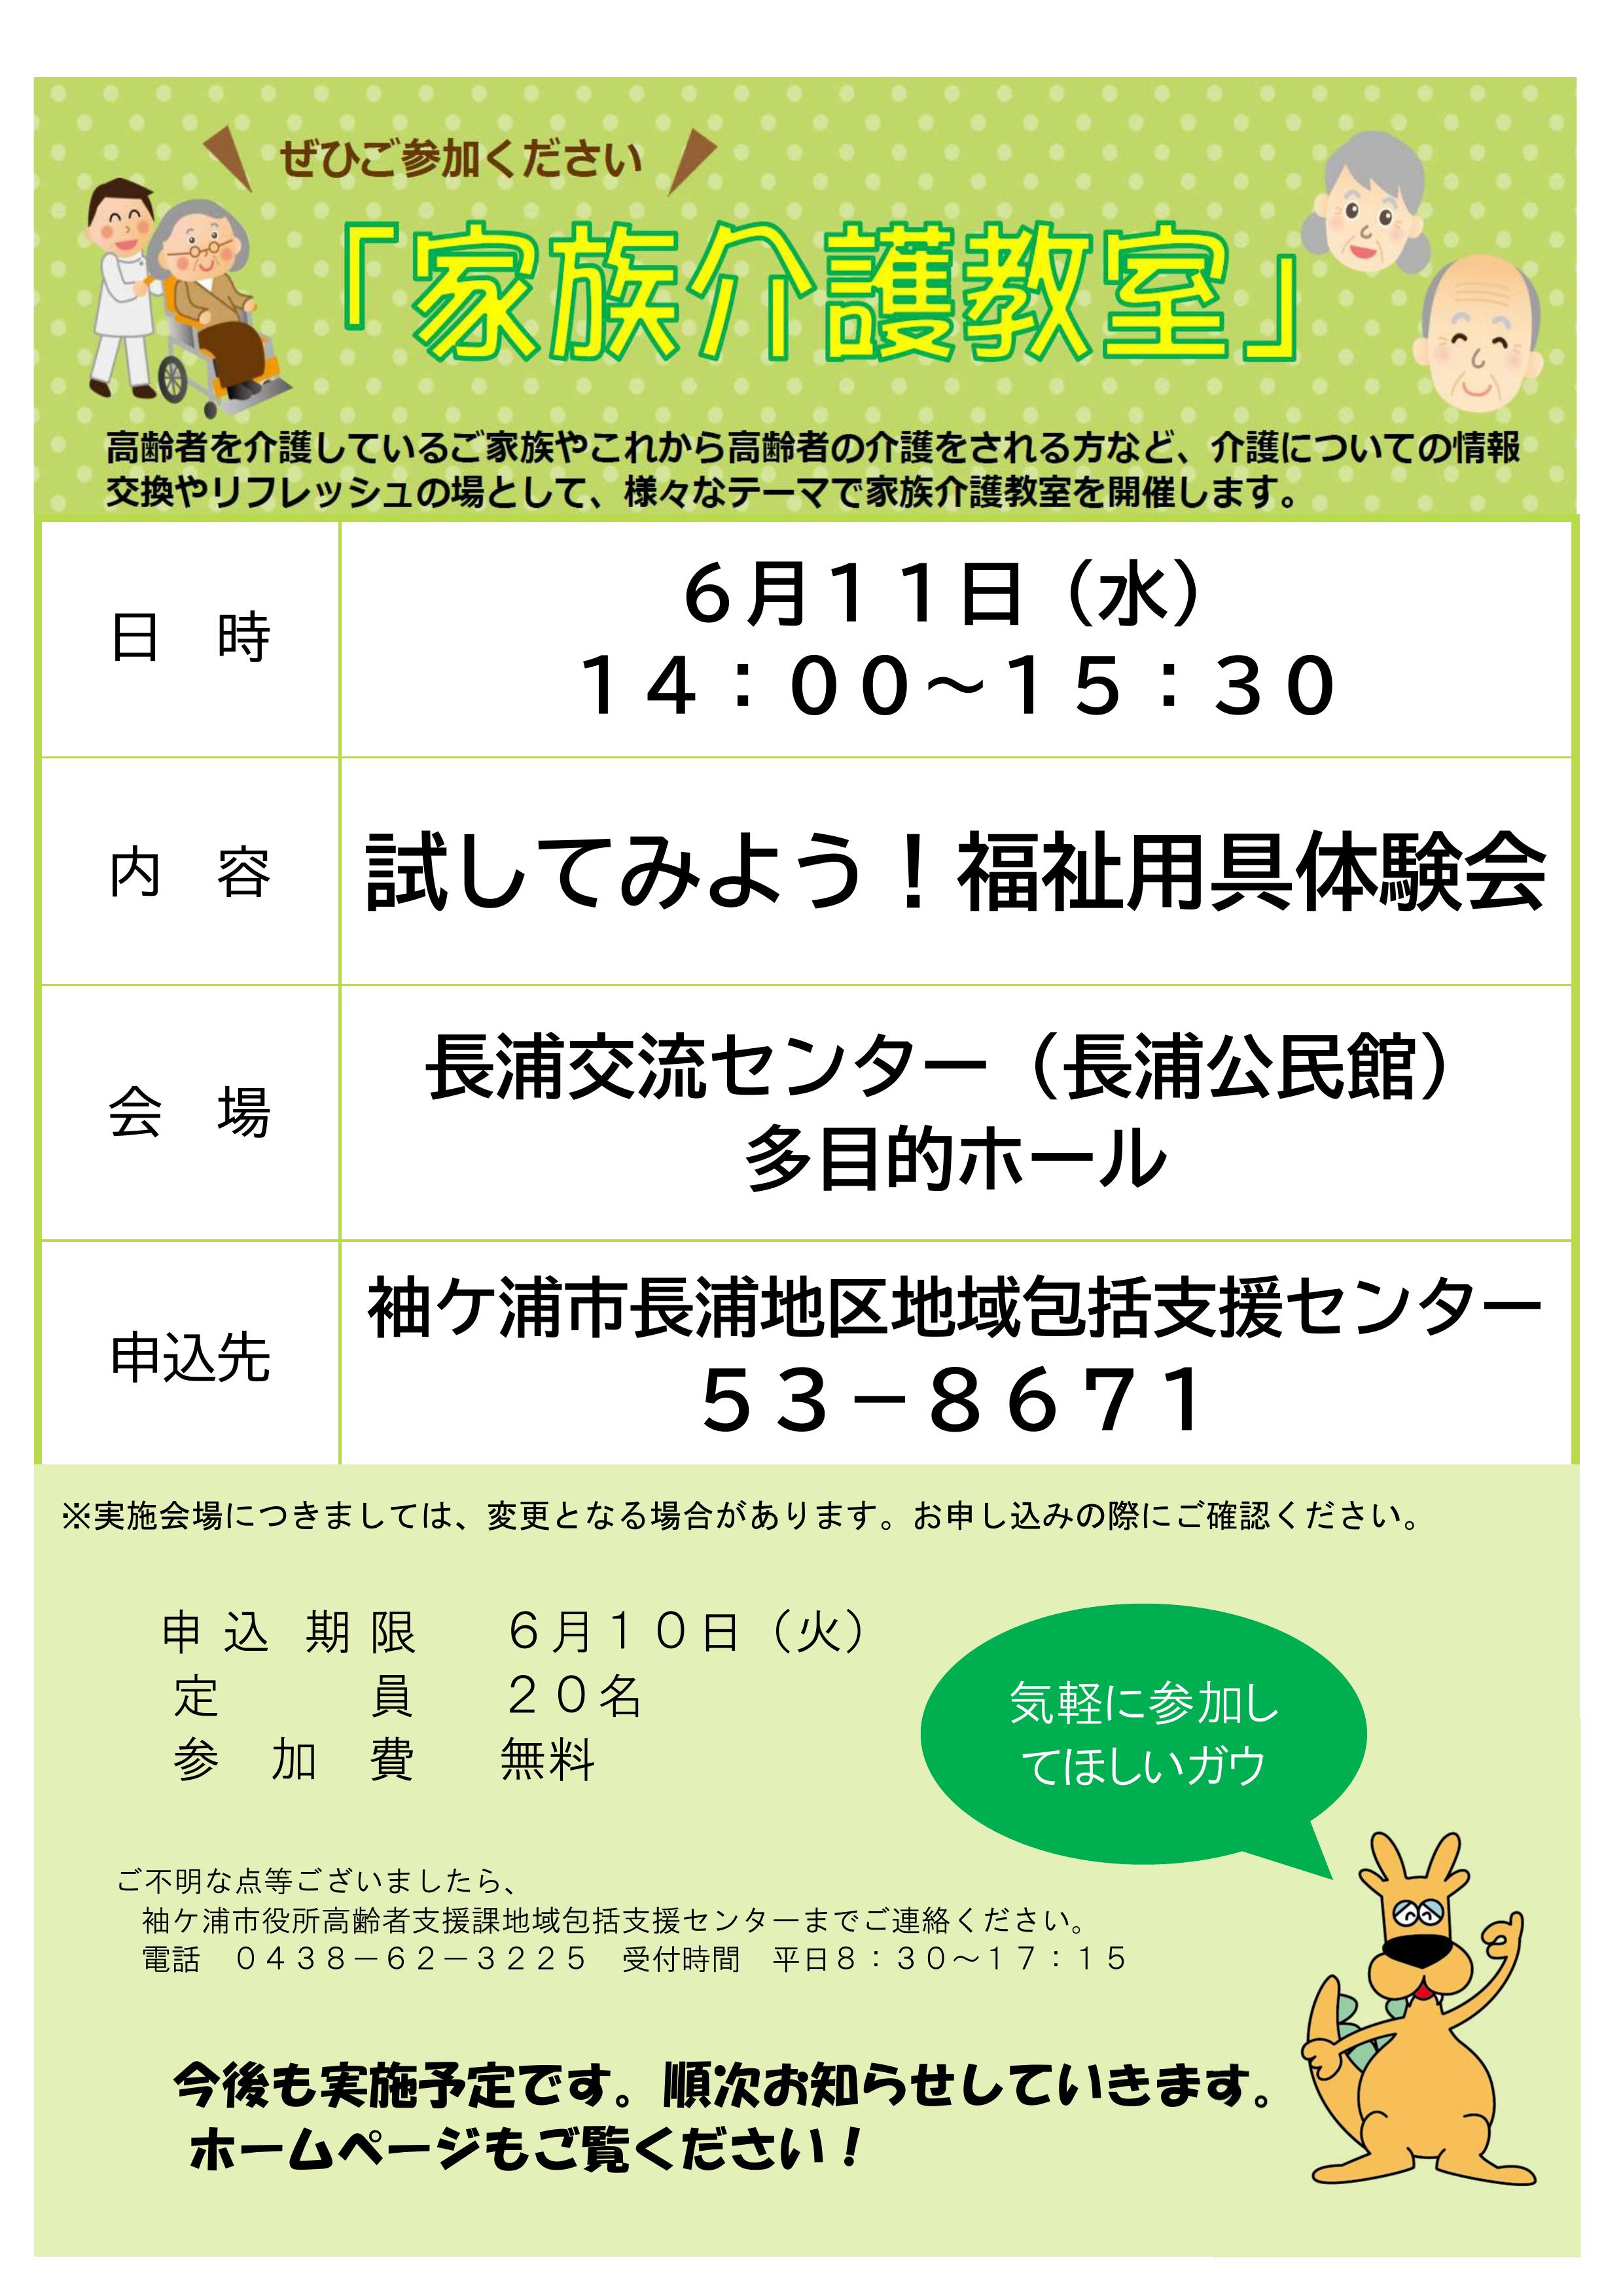 ぜひご参加ください
「家族介護教室」
高齢者を介護しているご家族やこれから高齢者の介護をされる方など、介護についての情報
交換やリフレッシュの場として、様々なテーマで家族介護教室を開催します。
日　時
６月１１日（水）
１４：００～１５：３０
内　容
試してみよう！福祉用具体験会
会　場
長浦交流センター（長浦公民館）
多目的ホール
申込先
袖ケ浦市長浦地区地域包括支援センター
５３－８６７１
※実施会場につきましては、変更となる場合があります。お申し込みの際にご確認ください。
申込期限　６月１０日（火）
定員　２０名
参加費　無料
気軽に参加し
てほしいガウ
ご不明な点等ございましたら、
袖ケ浦市役所高齢者支援課地域包括支援センターまでご連絡ください。
電話　０４３８－６２－３２２５　受付時間　平日８：３０～１７：１５
今後も実施予定です。順次お知らせしていきます。
ホームページもご覧ください！